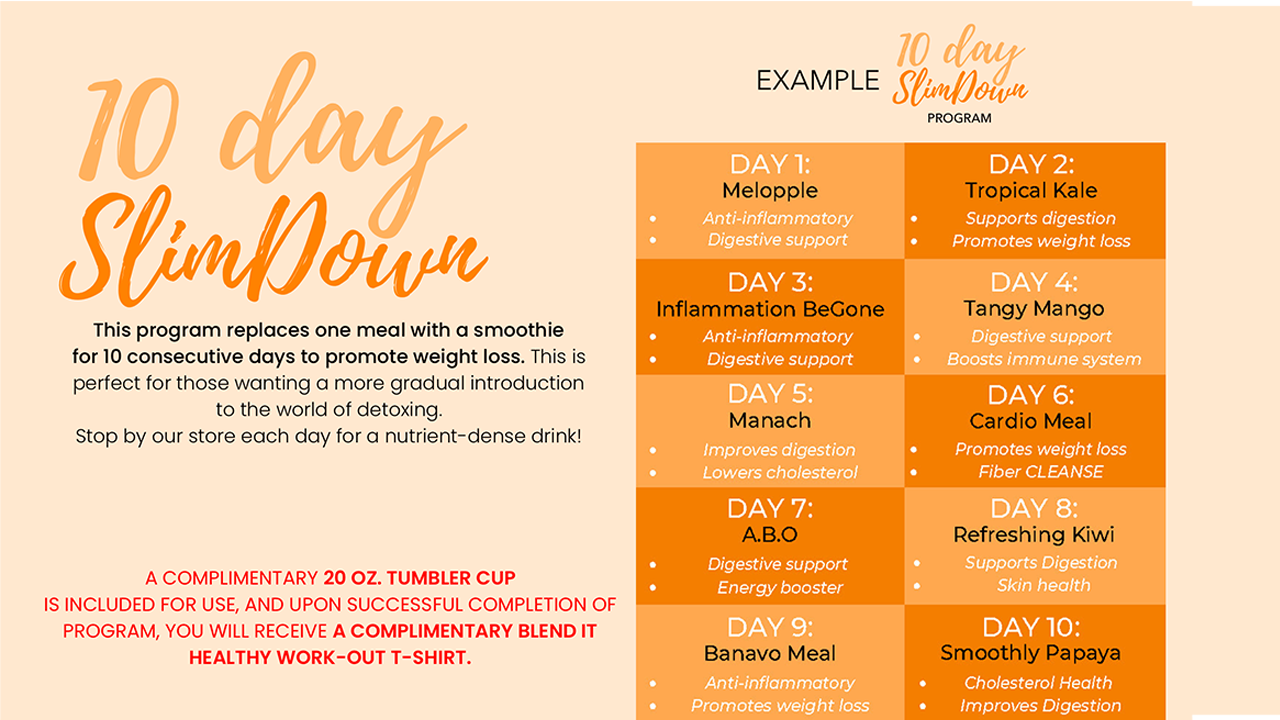 10 day
SlimDown
This program replaces one meal with a smoothie
for 10 consecutive days to promote weight loss. This is
perfect for those wanting a more gradual introduction
to the world of detoxing.
Stop by our store each day for a nutrient-dense drink!
A COMPLIMENTARY 20 OZ. TUMBLER CUP
IS INCLUDED FOR USE, AND UPON SUCCESSFUL COMPLETION OF
PROGRAM, YOU WILL RECEIVE A COMPLIMENTARY BLEND IT
HEALTHY WORK-OUT T-SHIRT.
EXAMPLE
10 day
SlimDown
PROGRAM
DAY 1:
Melopple
• Anti-inflammatory
• Digestive support
DAY 2:
Tropical Kale
• Supports digestion
• Promotes weight loss
DAY 3:
Inflammation BeGone
• Anti-inflammatory
• Digestive support
DAY 4:
Tangy Mango
• Digestive support
• Boosts immune system
DAY 5:
Manach
• Improves digestion
• Lowers cholesterol
DAY 6:
Cardio Meal
• Promotes weight loss
• Fiber CLEANSE
DAY 7:
A.B.O
• Digestive support
• Energy booster
DAY 8:
Refreshing Kiwi
• Supports Digestion
• Skin health
DAY 9:
Banavo Meal
• Anti-inflammatory
• Promotes weight loss
DAY 10:
Smoothly Papaya
• Cholesterol Health
• Improves Digestion